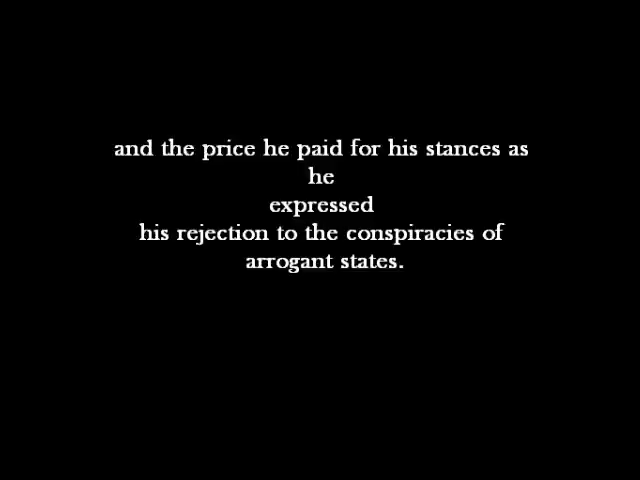 and the price he paid for his stances as
he
expressed
his rejection to the conspiracies of
arrogant states.